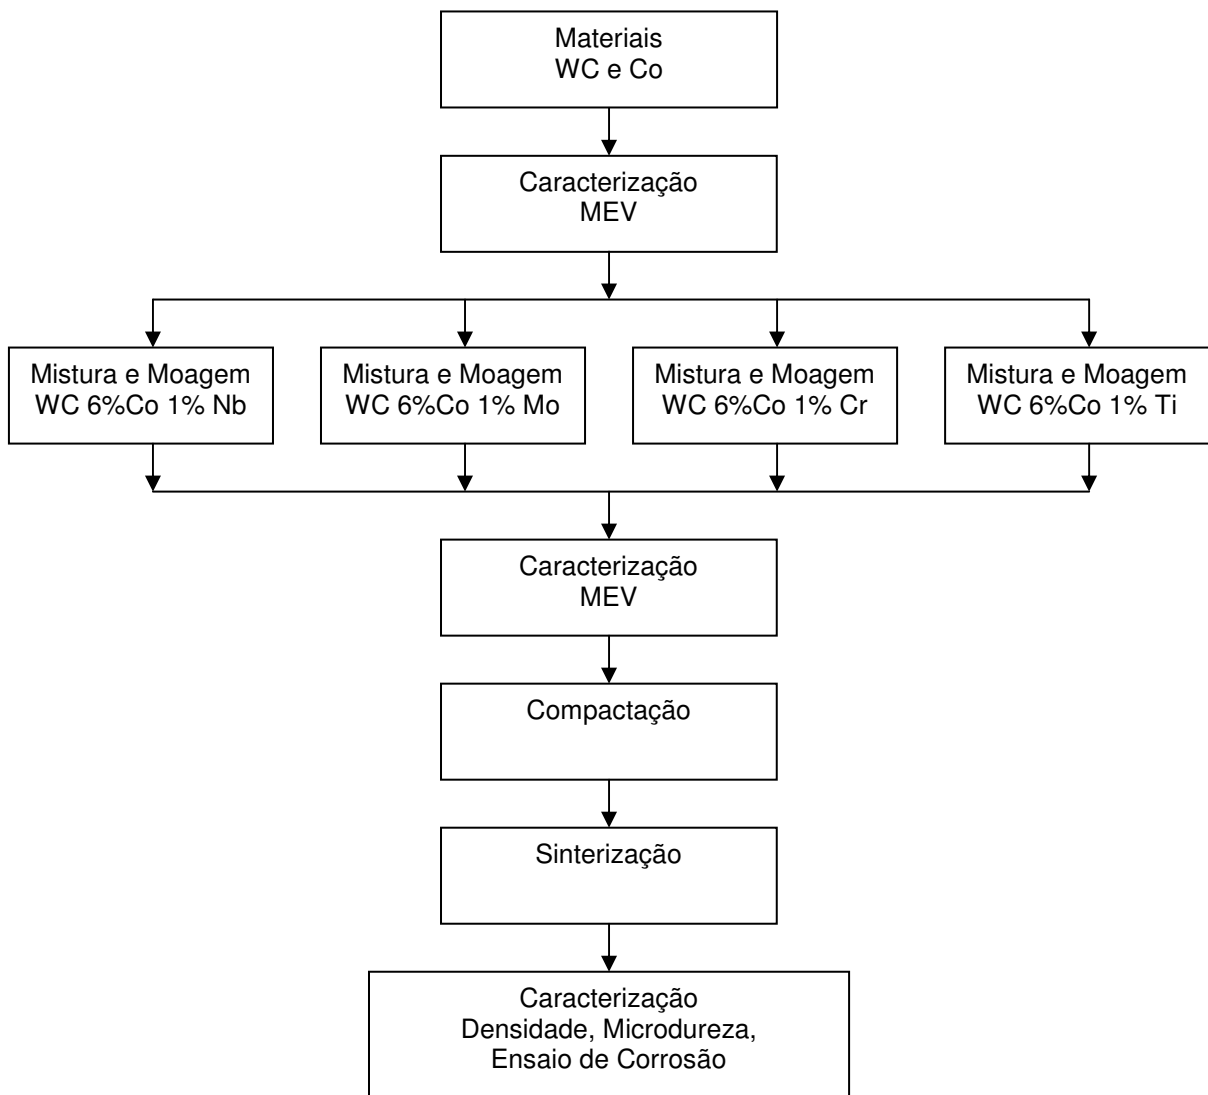 Materiais
WC e Co
Caracterização
MEV
Mistura e Moagem
WC 6%Co 1% Nb
Mistura e Moagem
WC 6%Co 1% Mo
Mistura e Moagem
WC 6%Co 1% Cr
Mistura e Moagem
WC 6%Co 1% Ti
Caracterização
MEV
Compactação
Sinterização
Caracterização
Densidade, Microdureza,
Ensaio de Corrosão